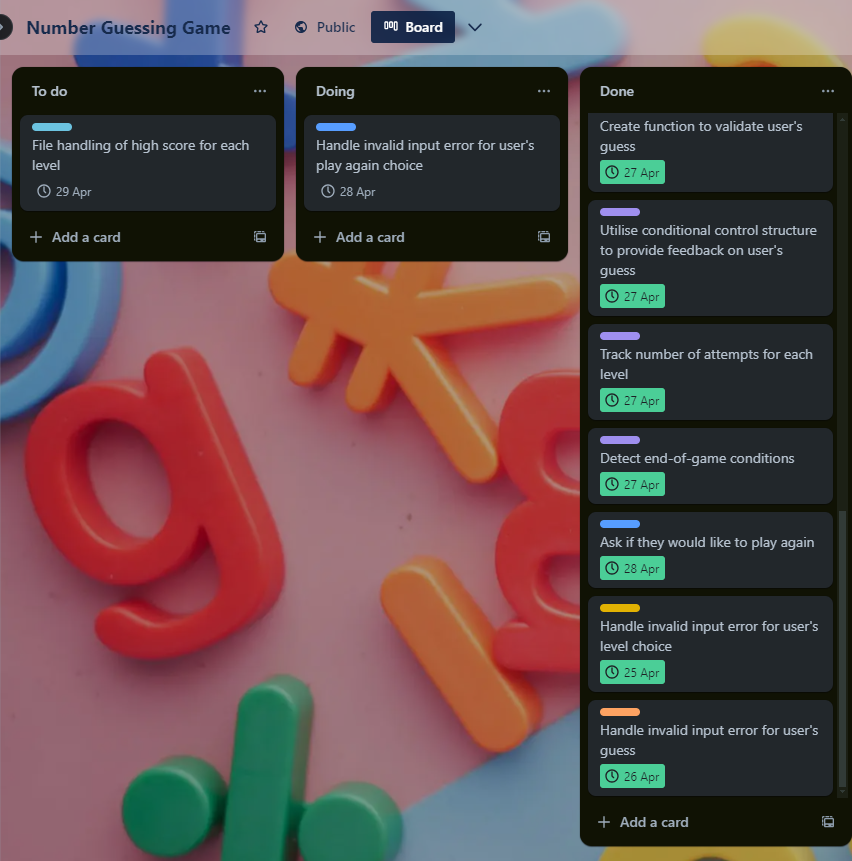 Number Guessing Game
Public
Board
To do
File handling of high score for each
level
29 Apr
Add a card
Doing
Handle invalid input error for user's
play again choice
28 Apr
Add a card
Done
Create function to validate user's
guess
27 Apr
Utilise conditional control structure
to provide feedback on user's
guess
27 Apr
Track number of attempts for each
level
27 Apr
Detect end-of-game conditions
27 Apr
Ask if they would like to play again
28 Apr
Handle invalid input error for user's
level choice
25 Apr
Handle invalid input error for user's
guess
26 Apr
Add a card
g